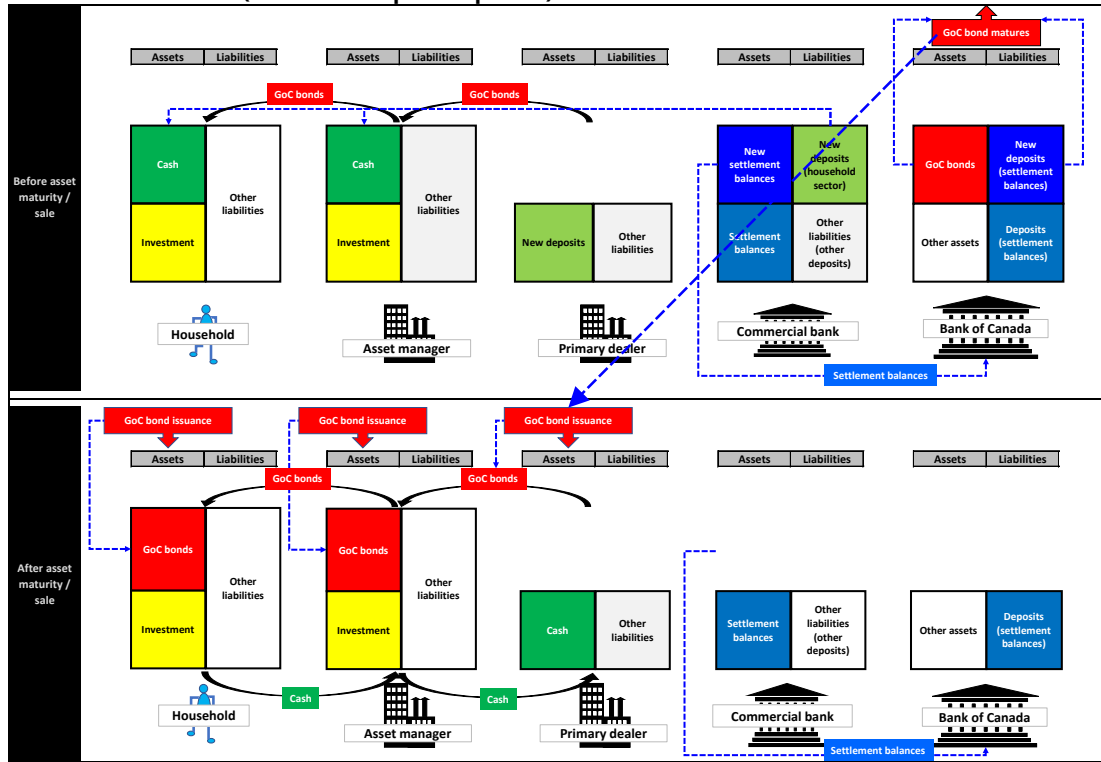 GoC bond matures
Assets Liabilities
Assets Liabilities
Assets Liabilities
Assets Liabilities
Assets Liabilities
GoC bonds
GoC bonds
Before asset
maturity /
sale
Cash
Other
liabilities
Investment
Cash
Other
liabilities
Investment
New deposits
Other
liabilities
New
settlement
balances
New
deposits
(household
sector)
Settlement
balances
Other
liabilities
(other
deposits)
GoC bonds
New
deposits
(settlement
balances)
Other assets
Deposits
(settlement
balances)
Household
Asset manager
Primary dealer
Commercial bank
Bank of Canada
Settlement balances
GoC bond issuance
GoC bond issuance
GoC bond issuance
Assets Liabilities
Assets Liabilities
Assets Liabilities
Assets Liabilities
Assets Liabilities
GoC bonds
GoC bonds
After asset
maturity /
sale
GoC bonds
Other
liabilities
Investment
GoC bonds
Other
liabilities
Investment
Cash
Other
liabilities
Settlement
balances
Other
liabilities
(other
deposits)
Other assets
Deposits
(settlement
balances)
Cash
Cash
Household
Asset manager
Primary dealer
Commercial bank
Bank of Canada
Settlement balances